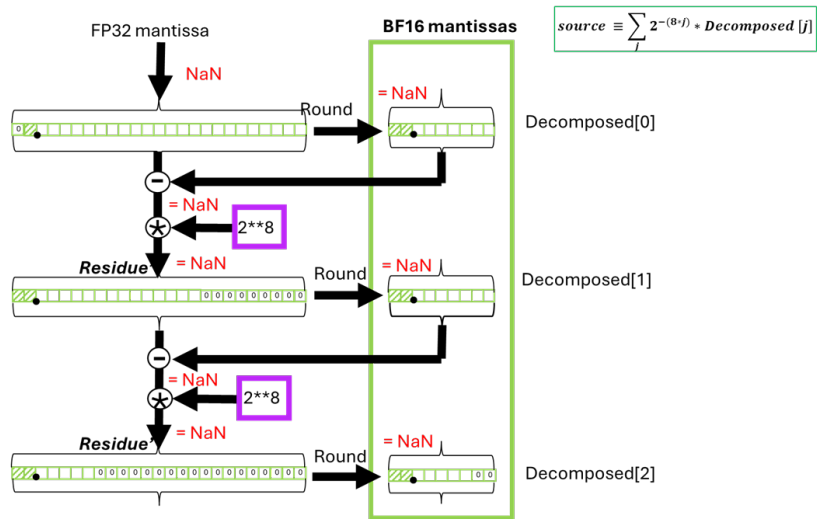 BF16 mantissas
source ≡ ∑ 2^−(8∗j) ∗ Decomposed [j]
j
FP32 mantissa
NaN
= NaN
Round
0
Decomposed[0]
−
= NaN
*
2**8
Residue'
= NaN
Round
= NaN
Decomposed[1]
0 0 0 0 0 0 0 0 0
−
= NaN
*
2**8
Residue'
= NaN
Round
= NaN
Decomposed[2]
0 0 0 0 0 0 0 0 0 0 0 0 0 0 0 0 0
0 0